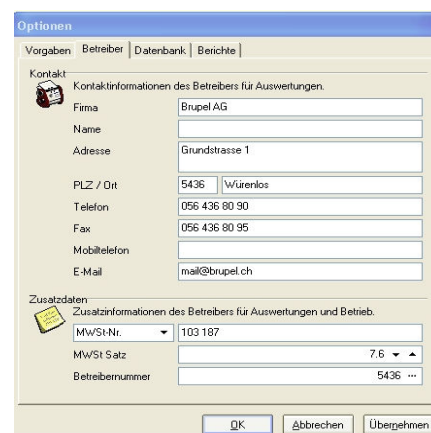 Optionen
Vorgaben Betreiber Datenbank Berichte
Kontakt
Kontaktinformationen des Betreibers für Auswertungen.
Firma Brupel AG
Name
Adresse Grundstrasse 1
PLZ / Ort 5436 Würenlos
Telefon 056 436 80 90
Fax 056 436 80 95
Mobiltelefon
E-Mail mail@brupel.ch
Zusatzdaten
Zusatzinformationen des Betreibers für Auswertungen und Betrieb.
MWSt-Nr. 103 187
MWSt Satz 7.6
Betreibernummer 5436 ...
OK Abbrechen Übernehmen